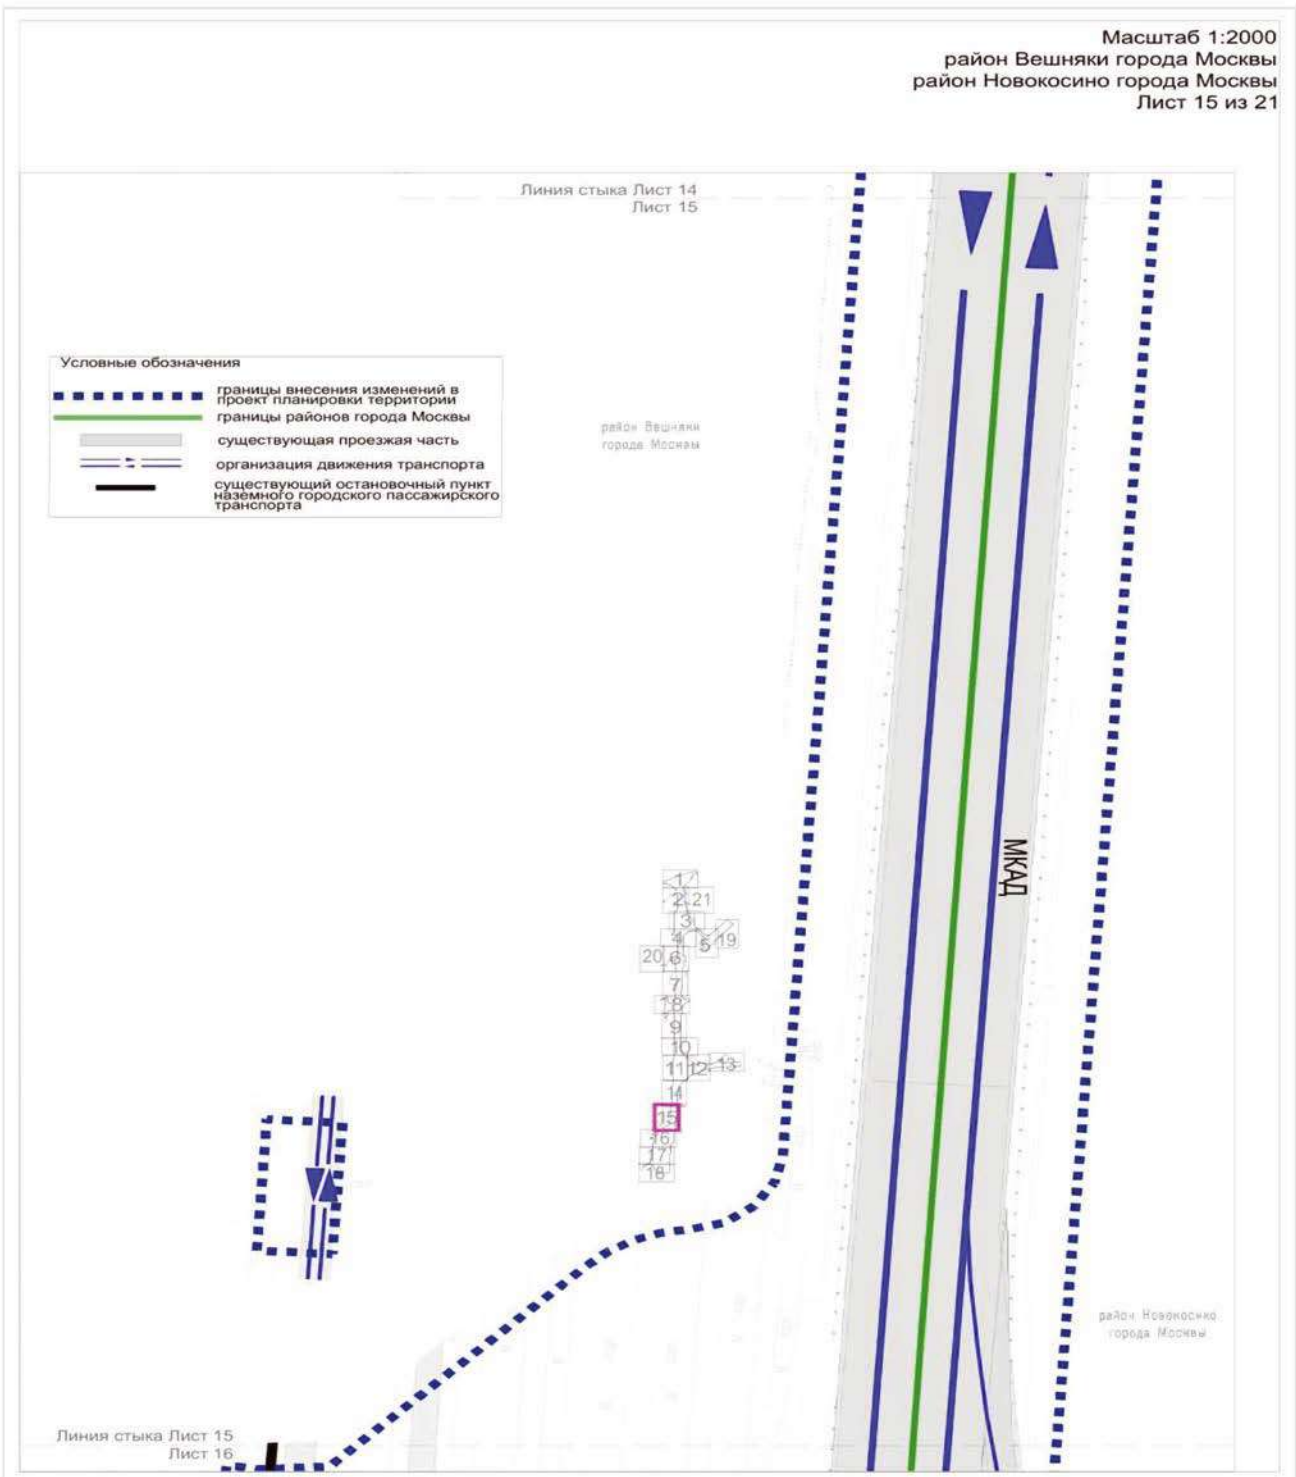 Масштаб 1:2000
район Вешняки города Москвы
район Новокосино города Москвы
Лист 15 из 21
Линия стыка Лист 14
Лист 15
Условные обозначения
границы внесения изменений в
проект планировки территории
границы районов города Москвы
существующая проезжая часть
организация движения транспорта
существующий остановочный пункт
наземного городского пассажирского
транспорта
район Вешняки
города Москвы
МКАД
1
2 21
3
4 5 19
20 6
7
8
9
10
11 12 13
14
15
16
17
18
район Новокосино
города Москвы
Линия стыка Лист 15
Лист 16